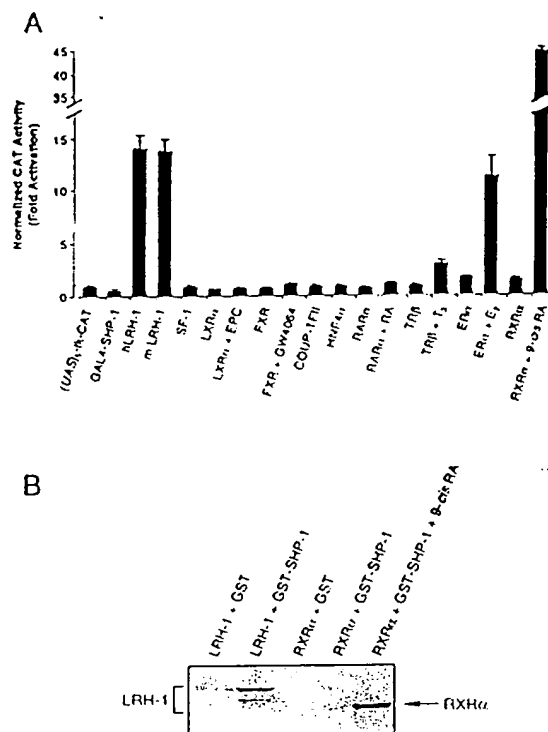 A
Normalized CAT Activity
(Fold Activation)
45
35
15
10
5
0
(UAS)5-tk-CAT
GAL4-SHP-1
hLRH-1
mLRH-1
SF-1
LXRα
LXRα + EPC
FXR
FXR + GW4064
COUP-TFII
HNF4α
RARα
RARα + RA
TRβ
TRβ + T3
ERα
ERα + E2
RXRα
RXRα + 9-cis RA
B
LRH-1 + GST
LRH-1 + GST-SHP-1
RXRα + GST
RXRα + GST-SHP-1
RXRα + GST-SHP-1 + 9-cis RA
LRH-1
RXRα